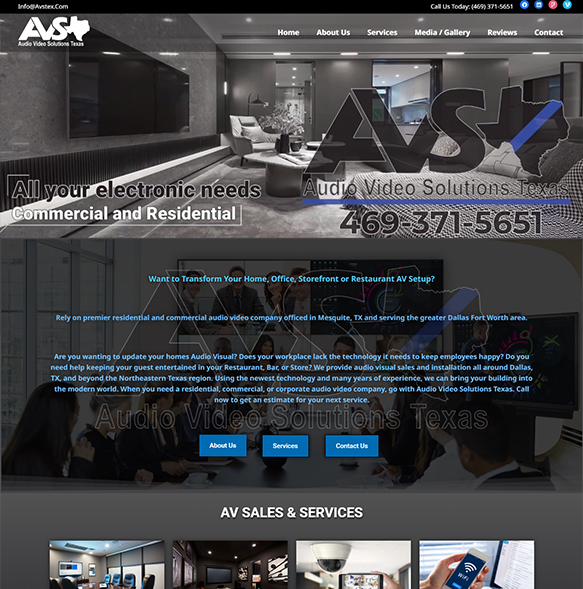 Info@Avstex.Com
Call Us Today: (469) 371-5651
AVS
Audio Video Solutions Texas
Home
About Us
Services
Media / Gallery
Reviews
Contact
AVS
Audio Video Solutions Texas
469-371-5651
All your electronic needs
Commercial and Residential
Want to Transform Your Home, Office, Storefront or Restaurant AV Setup?
Rely on premier residential and commercial audio video company officed in Mesquite, TX and serving the greater Dallas Fort Worth area.
Are you wanting to update your homes Audio Visual? Does your workplace lack the technology it needs to keep employees happy? Do you
need help keeping your guest entertained in your Restaurant, Bar, or Store? We provide audio visual sales and installation all around Dallas,
TX, and beyond the Northeastern Texas region. Using the newest technology and many years of experience, we can bring your building into
the modern world. When you need a residential, commercial, or corporate audio video company, go with Audio Video Solutions Texas. Call
now to get an estimate for your next service.
AVS
Audio Video Solutions Texas
About Us
Services
Contact Us
AV SALES & SERVICES
WiFi